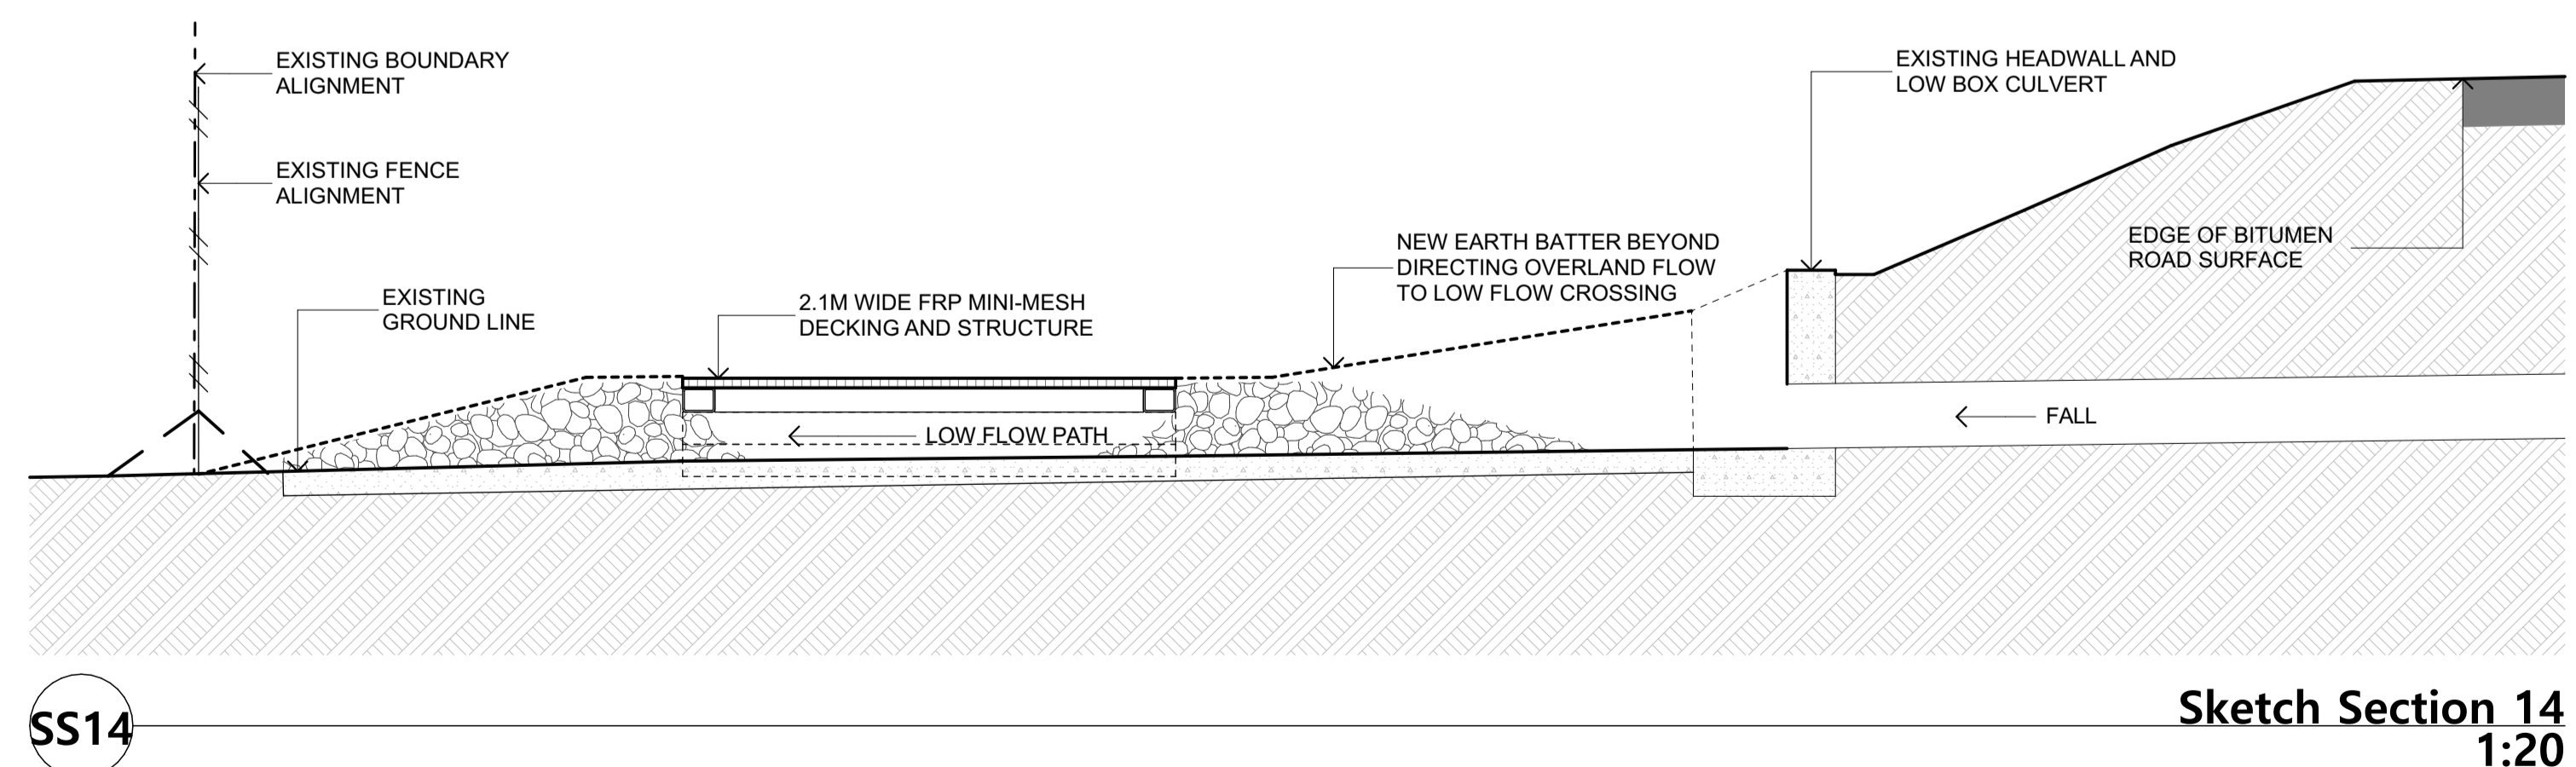 EXISTING BOUNDARY
ALIGNMENT
EXISTING FENCE
ALIGNMENT
EXISTING
GROUND LINE
2.1M WIDE FRP MINI-MESH
DECKING AND STRUCTURE
LOW FLOW PATH
NEW EARTH BATTER BEYOND
DIRECTING OVERLAND FLOW
TO LOW FLOW CROSSING
EXISTING HEADWALL AND
LOW BOX CULVERT
EDGE OF BITUMEN
ROAD SURFACE
FALL
SS14
Sketch Section 14
1:20